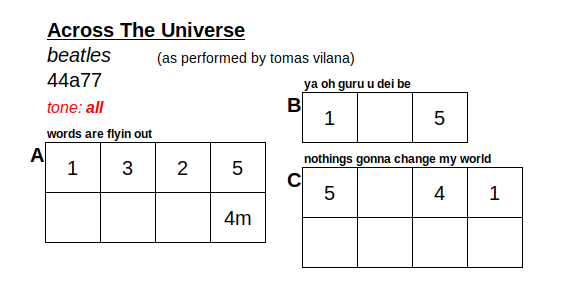 Across The Universe
beatles (as performed by tomas vilana)
44a77
tone: all
words are flyin out
A 1 3 2 5
4m
ya oh guru u dei be
B 1 5
nothings gonna change my world
C 5 4 1